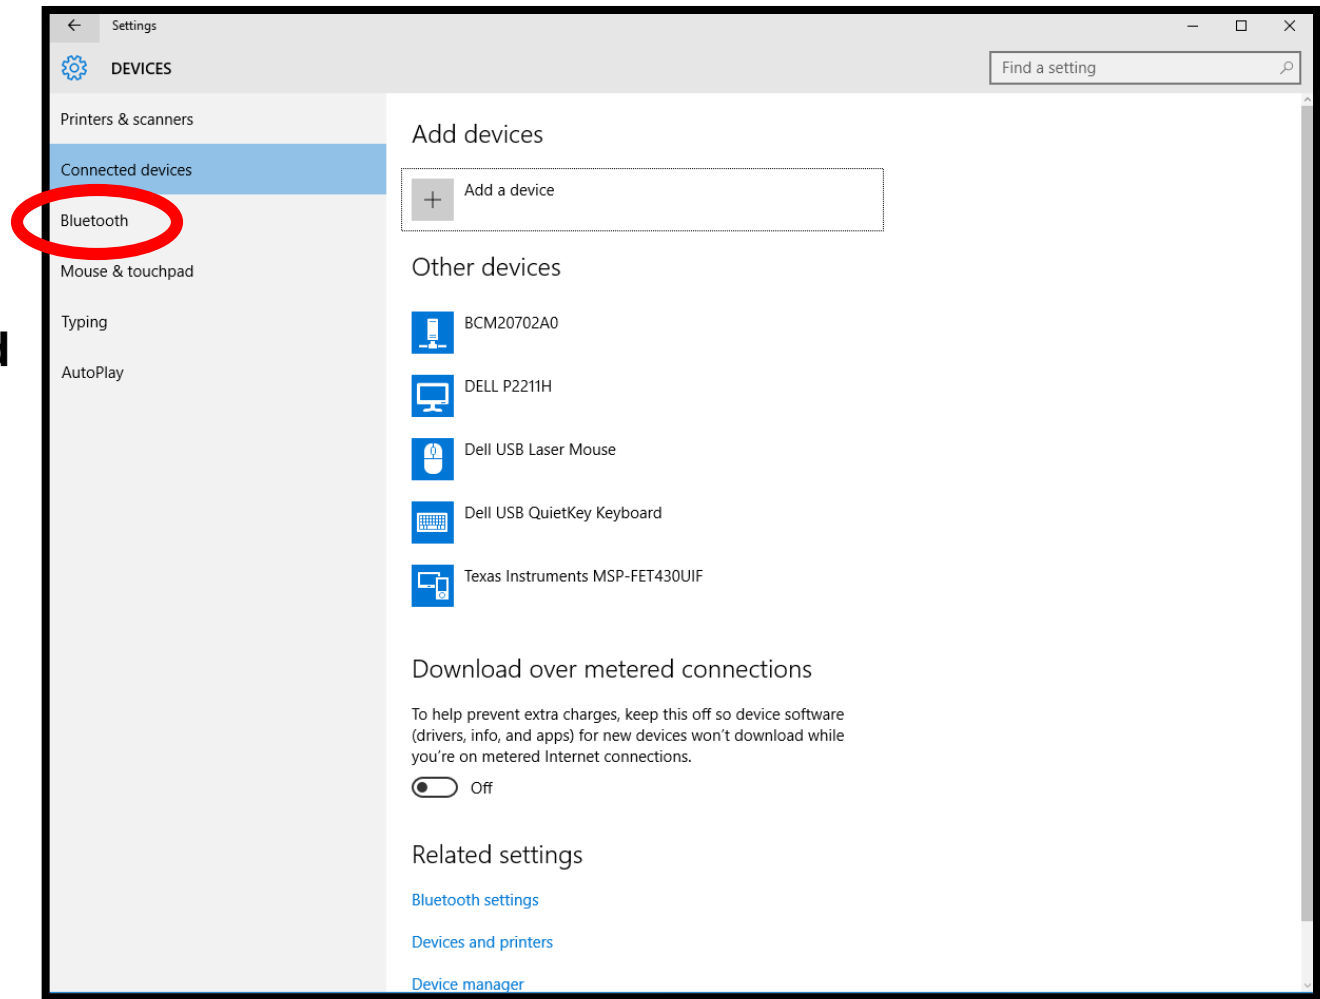 Settings
DEVICES
Find a setting
Printers & scanners
Connected devices
Bluetooth
Mouse & touchpad
Typing
AutoPlay
Add devices
Add a device
Other devices
BCM20702A0
DELL P2211H
Dell USB Laser Mouse
Dell USB QuietKey Keyboard
Texas Instruments MSP-FET430UIF
Download over metered connections
To help prevent extra charges, keep this off so device software
(drivers, info, and apps) for new devices won't download while
you're on metered Internet connections.
Off
Related settings
Bluetooth settings
Devices and printers
Device manager